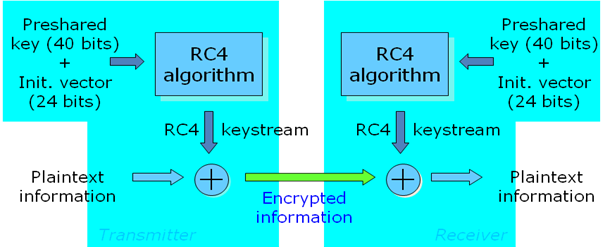 Preshared
key (40 bits)
+
Init. vector
(24 bits)
RC4
algorithm
RC4
algorithm
Preshared
key (40 bits)
+
Init. vector
(24 bits)
RC4 keystream
RC4 keystream
Plaintext
information
+
Encrypted
information
+
Plaintext
information
Transmitter
Receiver